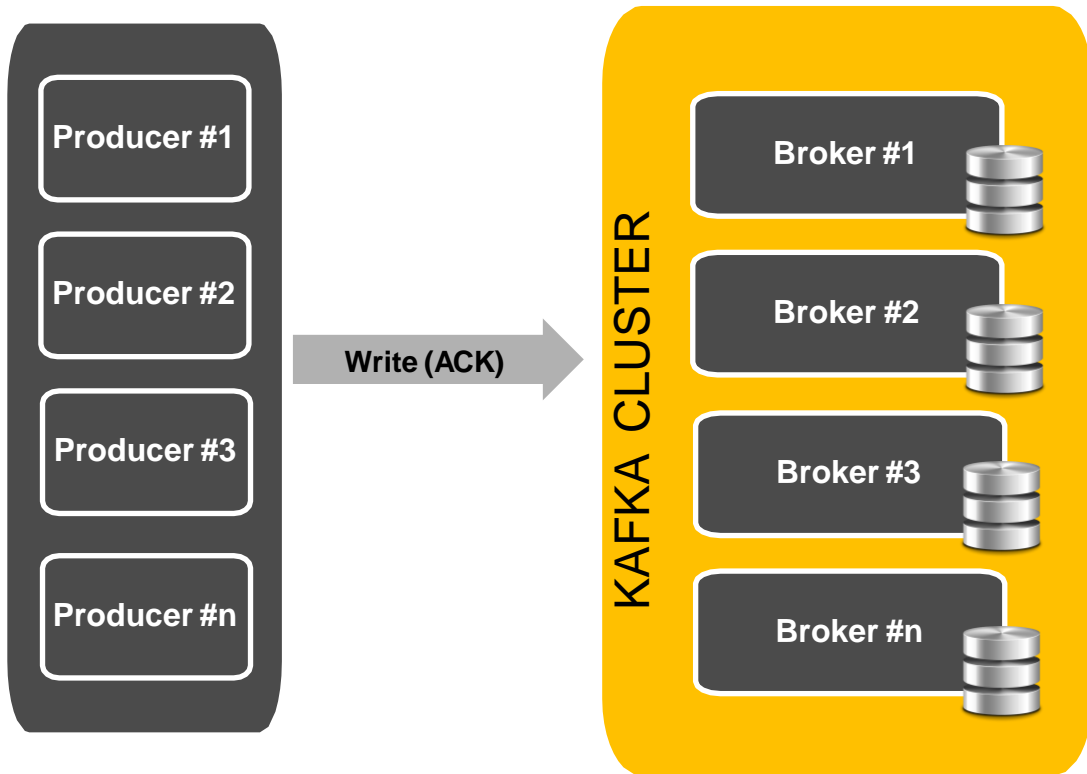 Producer #1
Producer #2
Producer #3
Producer #n
Write (ACK)
KAFKA CLUSTER
Broker #1
Broker #2
Broker #3
Broker #n